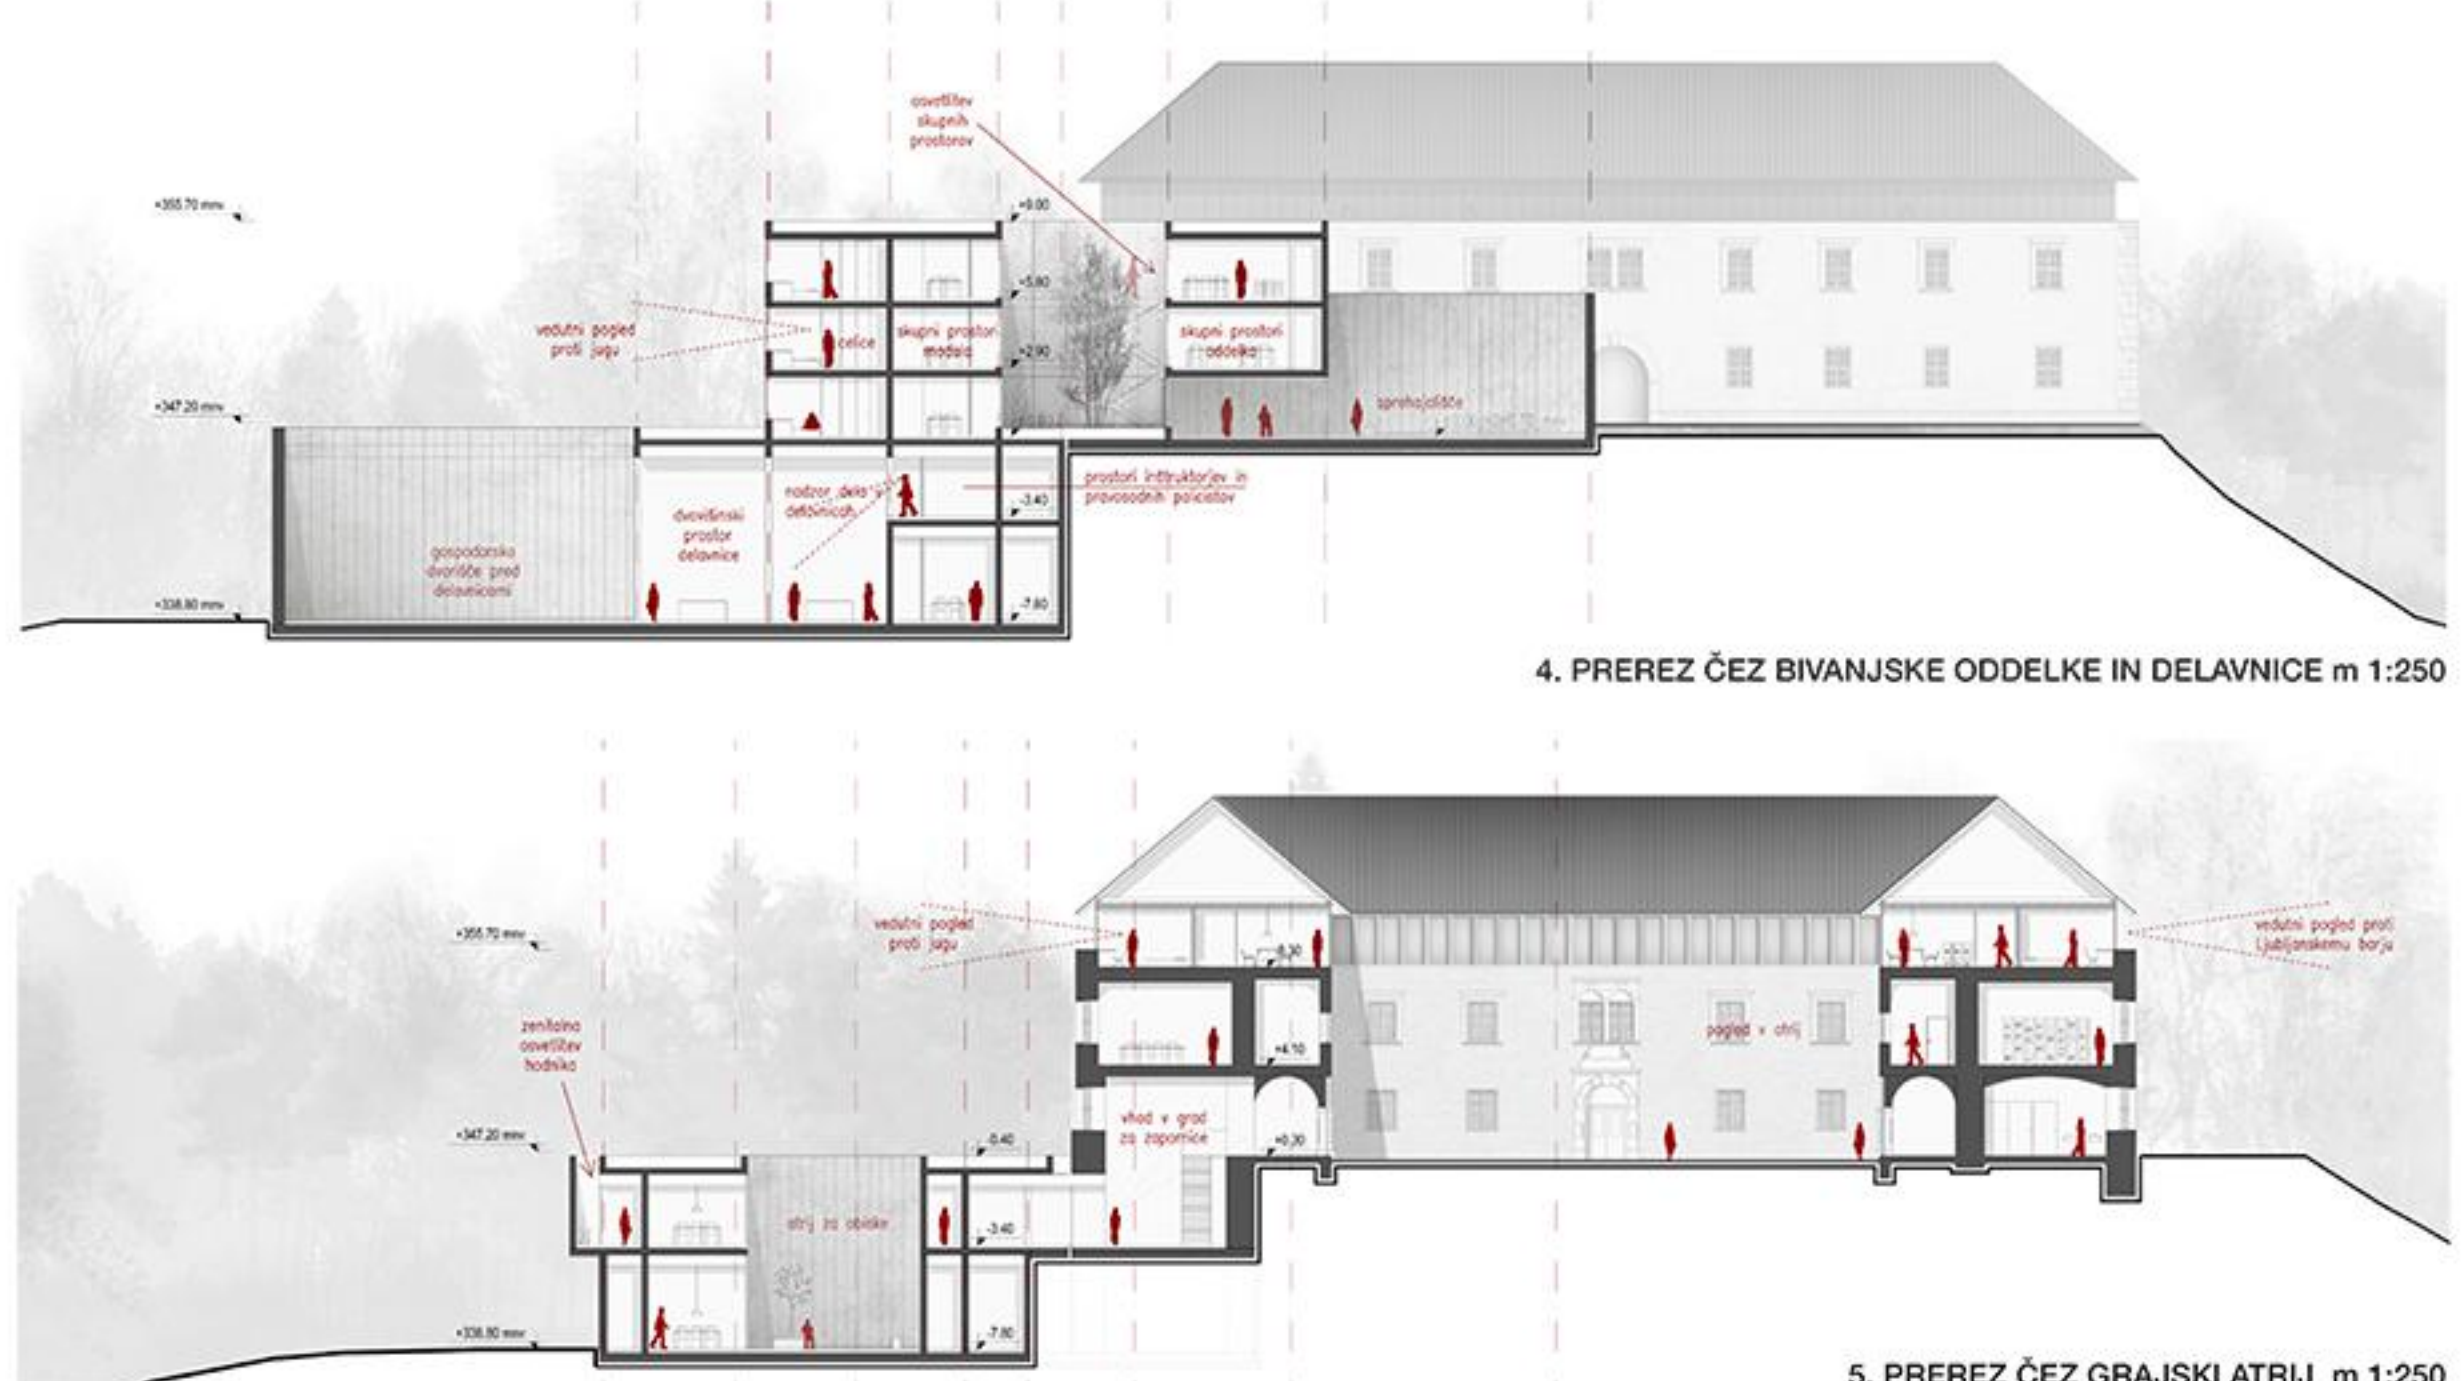 osvetlitev
skupnih
prostorov
+355.70 mnv
+9.00
+5.80
vedutni pogled
proti jugu
celice
skupni prostor
modula
+2.90
skupni prostori
oddelka
+347.20 mnv
sprehajališče
nadzor dela v
delavnicah
prostori inštruktorjev in
pravosodnih policistov
-3.40
dvovišinski
prostor
delavnice
gospodarsko
dvorišče pred
delavnicami
+338.80 mnv
-7.80
4. PREREZ ČEZ BIVANJSKE ODDELKE IN DELAVNICE m 1:250
vedutni pogled
proti jugu
+355.70 mnv
vedutni pogled proti
Ljubljanskemu barju
zenitalna
osvetlitev
hodnika
pogled v atrij
+4.10
vhod v grad
za zapornice
+347.20 mnv
-0.40
+0.30
atrij za obiske
-3.40
+338.80 mnv
-7.80
5. PREREZ ČEZ GRAJSKI ATRIJ m 1:250